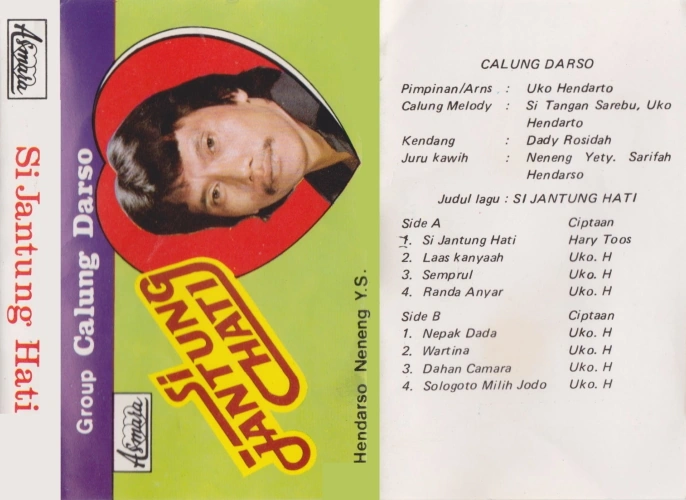 Asmara
Si Jantung Hati
Group Calung Darso
SI
JANTUNG
HATI
Asmara
Hendarso Neneng Y.S.
CALUNG DARSO
Pimpinan/Arns : Uko Hendarto
Calung Melody : Si Tangan Sarebu, Uko
Hendarto
Kendang : Dady Rosidah
Juru kawih : Neneng Yety. Sarifah
Hendarso
Judul lagu : SI JANTUNG HATI
Side A Ciptaan
1. Si Jantung Hati Hary Toos
2. Laas kanyaah Uko. H
3. Semprul Uko. H
4. Randa Anyar Uko. H
Side B Ciptaan
1. Nepak Dada Uko. H
2. Wartina Uko. H
3. Dahan Camara Uko. H
4. Sologoto Milih Jodo Uko. H